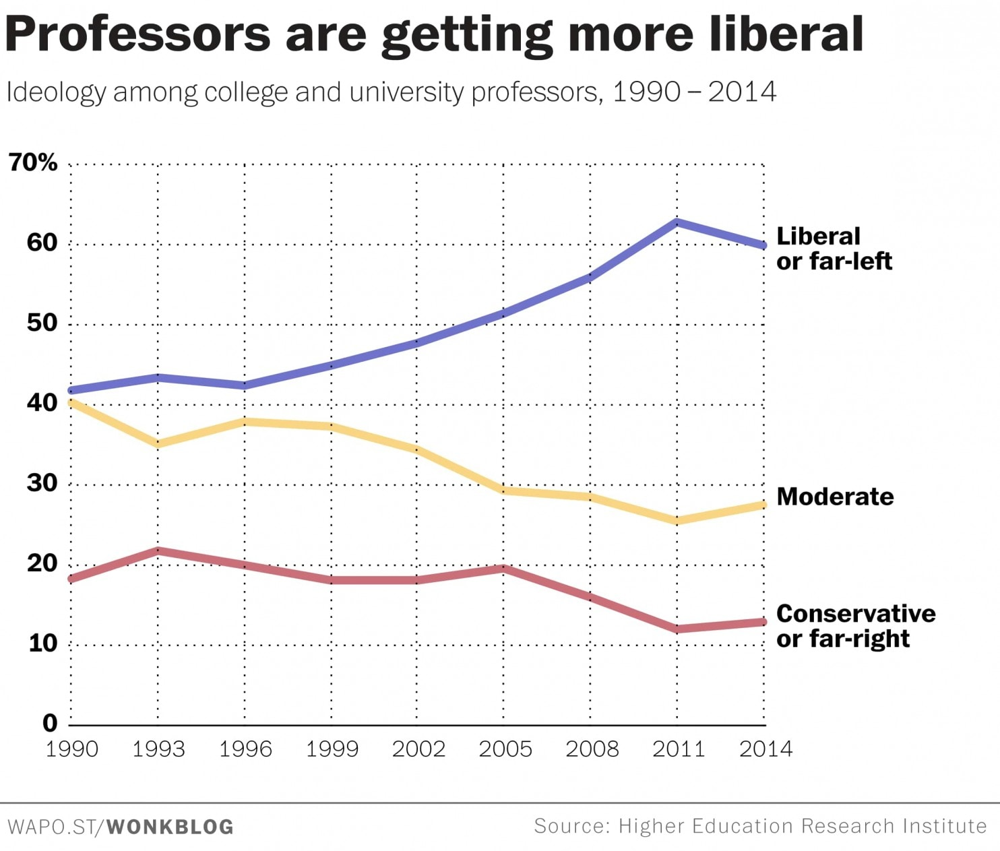 Professors are getting more liberal
Ideology among college and university professors, 1990 – 2014
70%
60
50
40
30
20
10
0
Liberal
or far-left
Moderate
Conservative
or far-right
1990 1993 1996 1999 2002 2005 2008 2011 2014
WAPO.ST/WONKBLOG
Source: Higher Education Research Institute